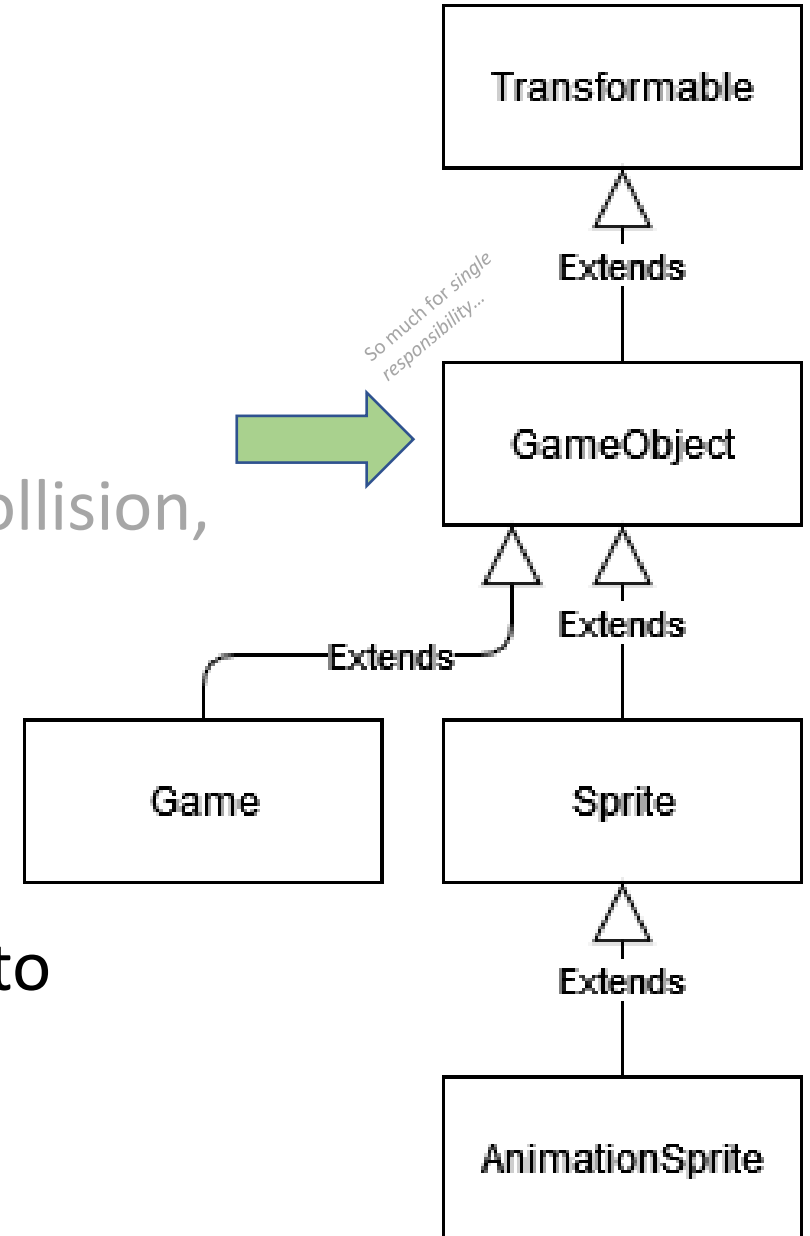 Transformable
Extends
So much for single
responsibility...
GameObject
ollision,
Extends
Extends
Game
Sprite
to
Extends
AnimationSprite